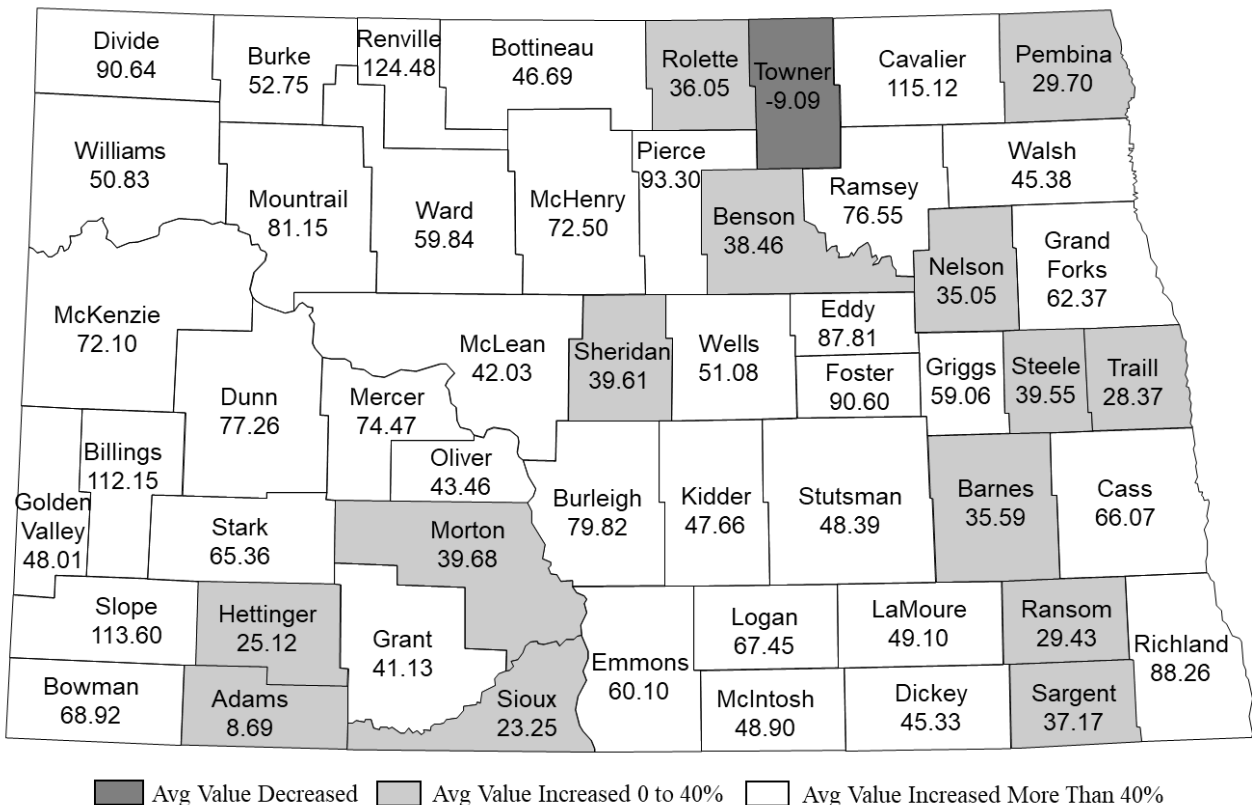 Divide
90.64
Burke
52.75
Renville
124.48
Bottineau
46.69
Rolette
36.05
Towner
-9.09
Cavalier
115.12
Pembina
29.70
Williams
50.83
Mountrail
81.15
Ward
59.84
McHenry
72.50
Pierce
93.30
Benson
38.46
Ramsey
76.55
Walsh
45.38
Nelson
35.05
Grand
Forks
62.37
McKenzie
72.10
Dunn
77.26
Mercer
74.47
McLean
42.03
Sheridan
39.61
Wells
51.08
Eddy
87.81
Foster
90.60
Griggs
59.06
Steele
39.55
Traill
28.37
Golden
Valley
48.01
Billings
112.15
Stark
65.36
Oliver
43.46
Morton
39.68
Burleigh
79.82
Kidder
47.66
Stutsman
48.39
Barnes
35.59
Cass
66.07
Slope
113.60
Hettinger
25.12
Grant
41.13
Bowman
68.92
Adams
8.69
Sioux
23.25
Emmons
60.10
Logan
67.45
LaMoure
49.10
Ransom
29.43
Richland
88.26
McIntosh
48.90
Dickey
45.33
Sargent
37.17
Avg Value Decreased
Avg Value Increased 0 to 40%
Avg Value Increased More Than 40%